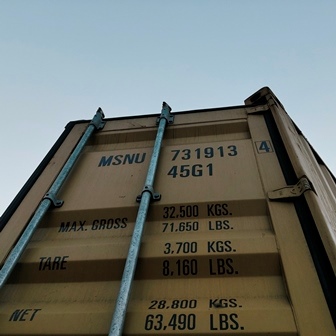 MSNU 731913 4
45G1
MAX. GROSS 32,500 KGS.
71,650 LBS.
TARE 3,700 KGS.
8,160 LBS.
NET 28,800 KGS.
63,490 LBS.